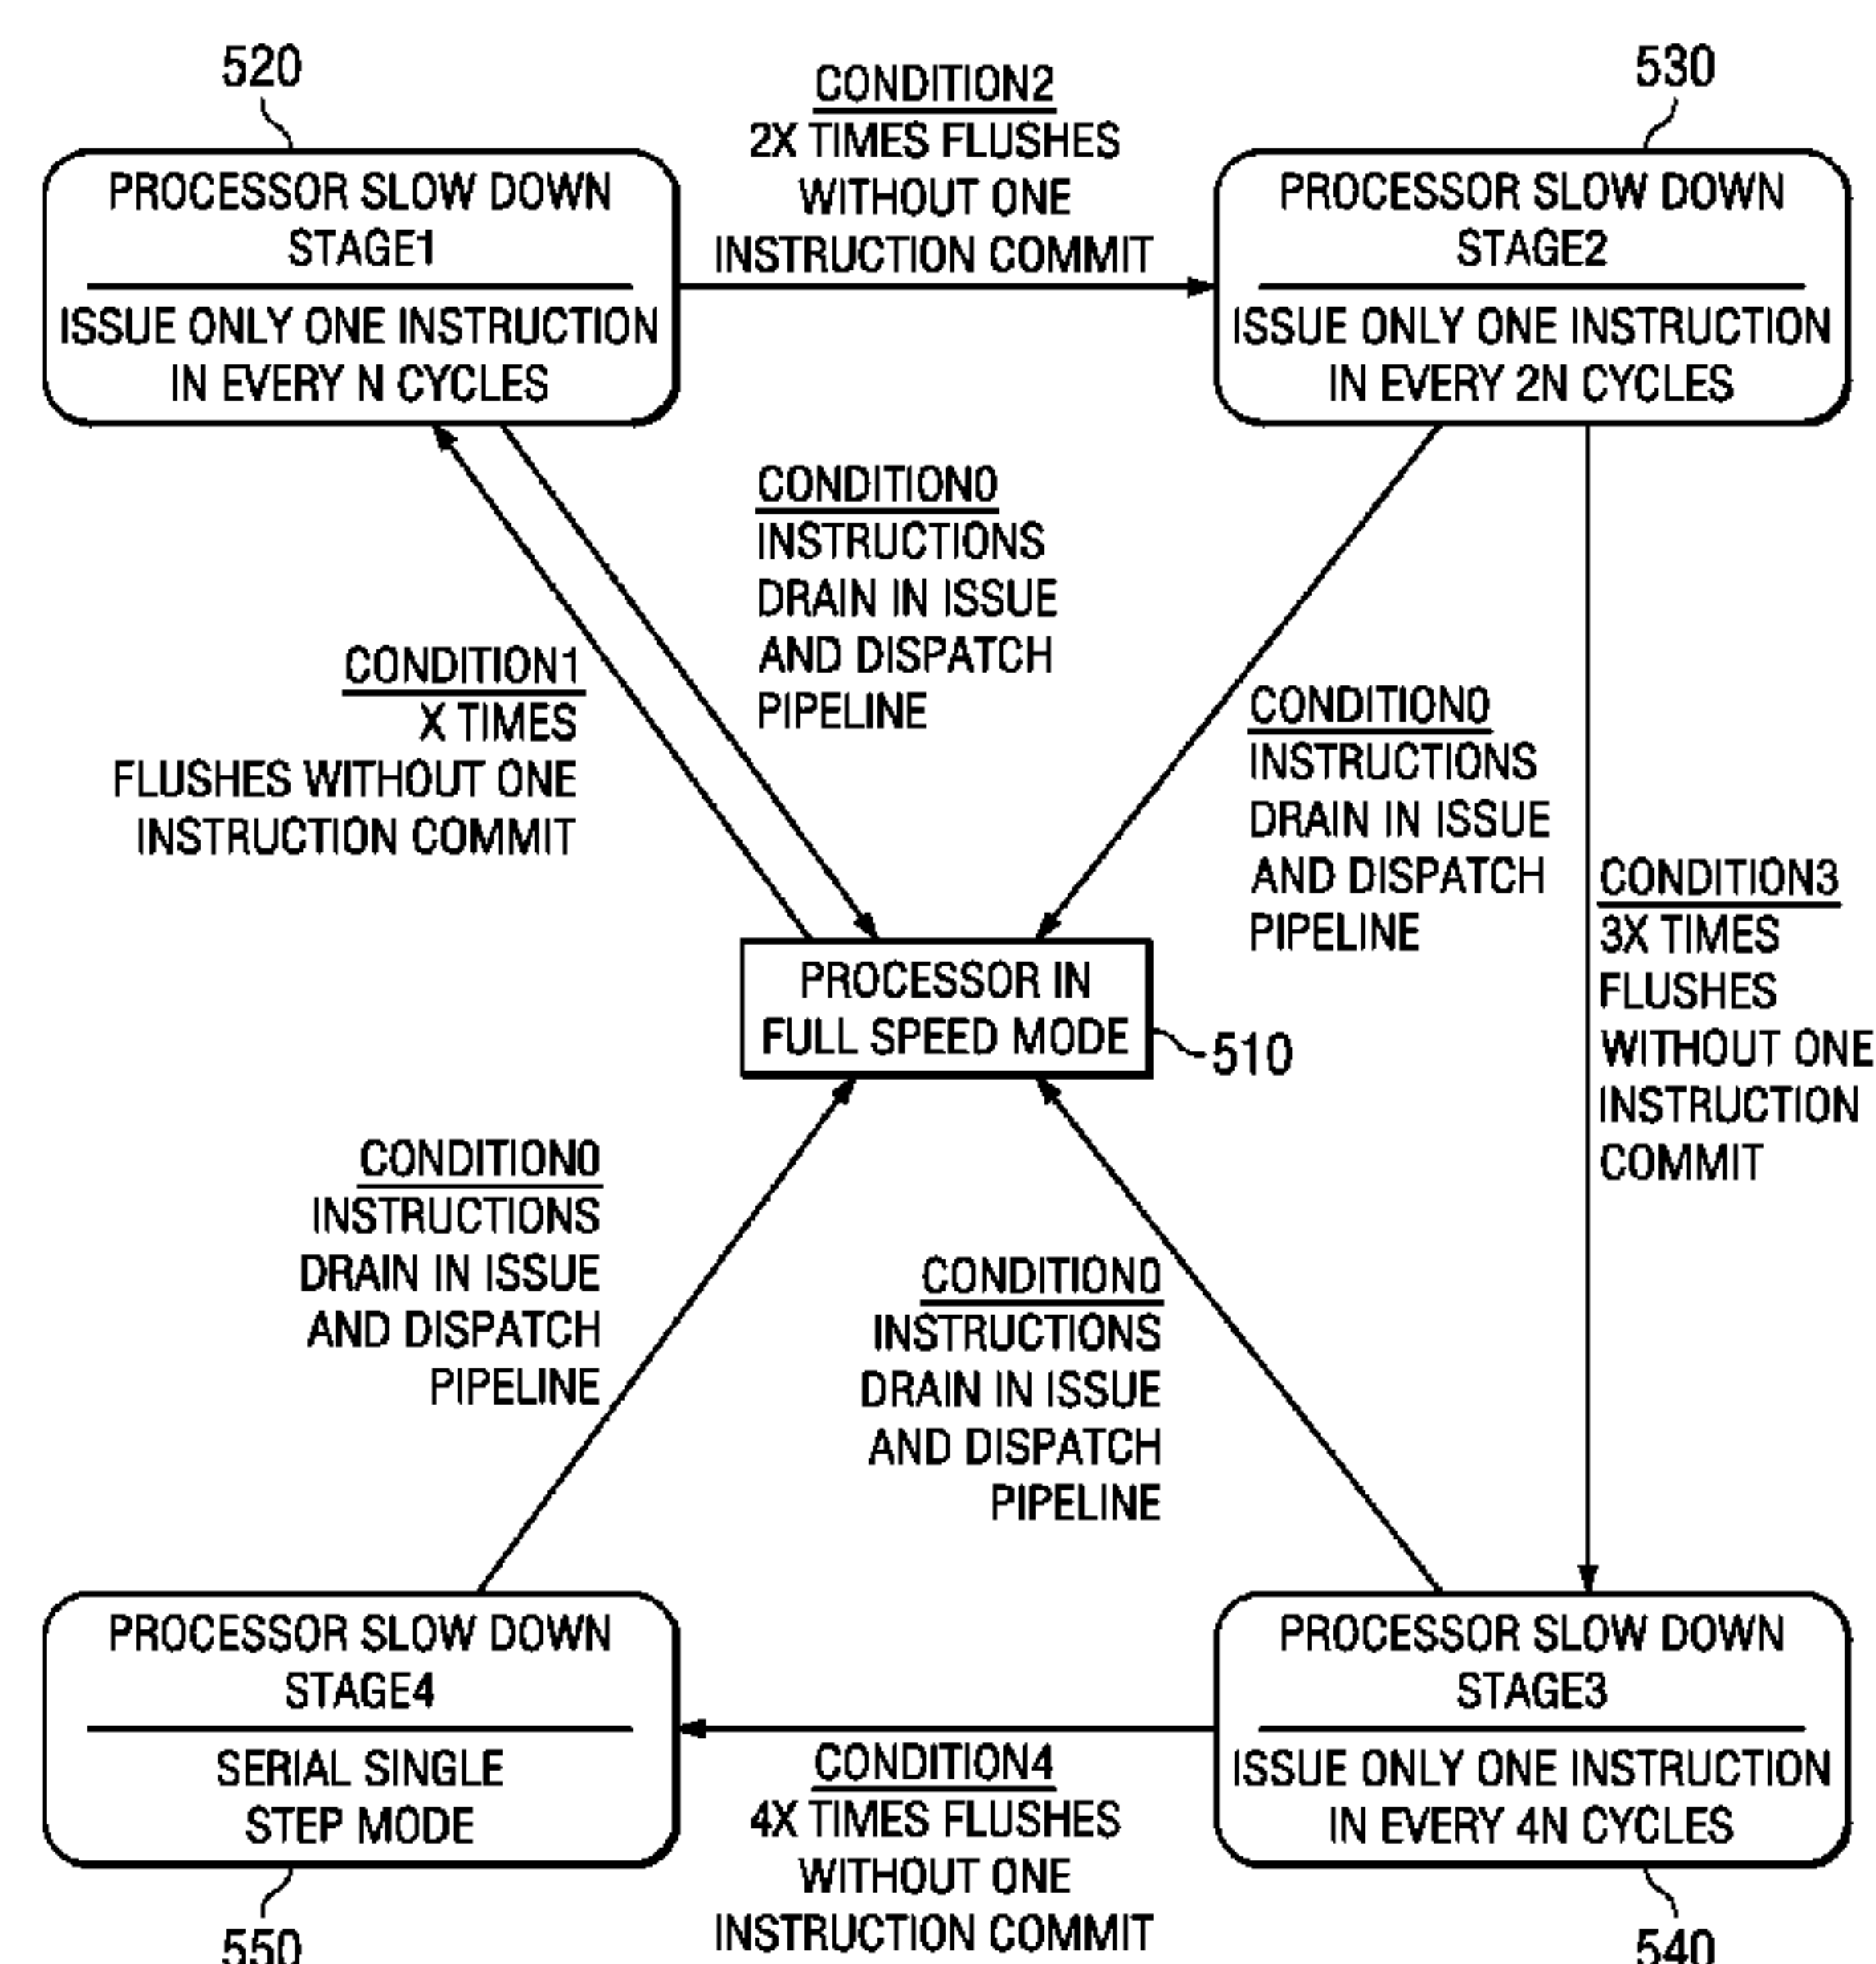 520
PROCESSOR SLOW DOWN
STAGE1
ISSUE ONLY ONE INSTRUCTION
IN EVERY N CYCLES
CONDITION2
2X TIMES FLUSHES
WITHOUT ONE
INSTRUCTION COMMIT
530
PROCESSOR SLOW DOWN
STAGE2
ISSUE ONLY ONE INSTRUCTION
IN EVERY 2N CYCLES
CONDITION1
X TIMES
FLUSHES WITHOUT ONE
INSTRUCTION COMMIT
CONDITION0
INSTRUCTIONS
DRAIN IN ISSUE
AND DISPATCH
PIPELINE
CONDITION0
INSTRUCTIONS
DRAIN IN ISSUE
AND DISPATCH
PIPELINE
CONDITION3
3X TIMES
FLUSHES
WITHOUT ONE
INSTRUCTION
COMMIT
PROCESSOR IN
FULL SPEED MODE
510
CONDITION0
INSTRUCTIONS
DRAIN IN ISSUE
AND DISPATCH
PIPELINE
CONDITION0
INSTRUCTIONS
DRAIN IN ISSUE
AND DISPATCH
PIPELINE
PROCESSOR SLOW DOWN
STAGE4
SERIAL SINGLE
STEP MODE
550
CONDITION4
4X TIMES FLUSHES
WITHOUT ONE
INSTRUCTION COMMIT
PROCESSOR SLOW DOWN
STAGE3
ISSUE ONLY ONE INSTRUCTION
IN EVERY 4N CYCLES
540